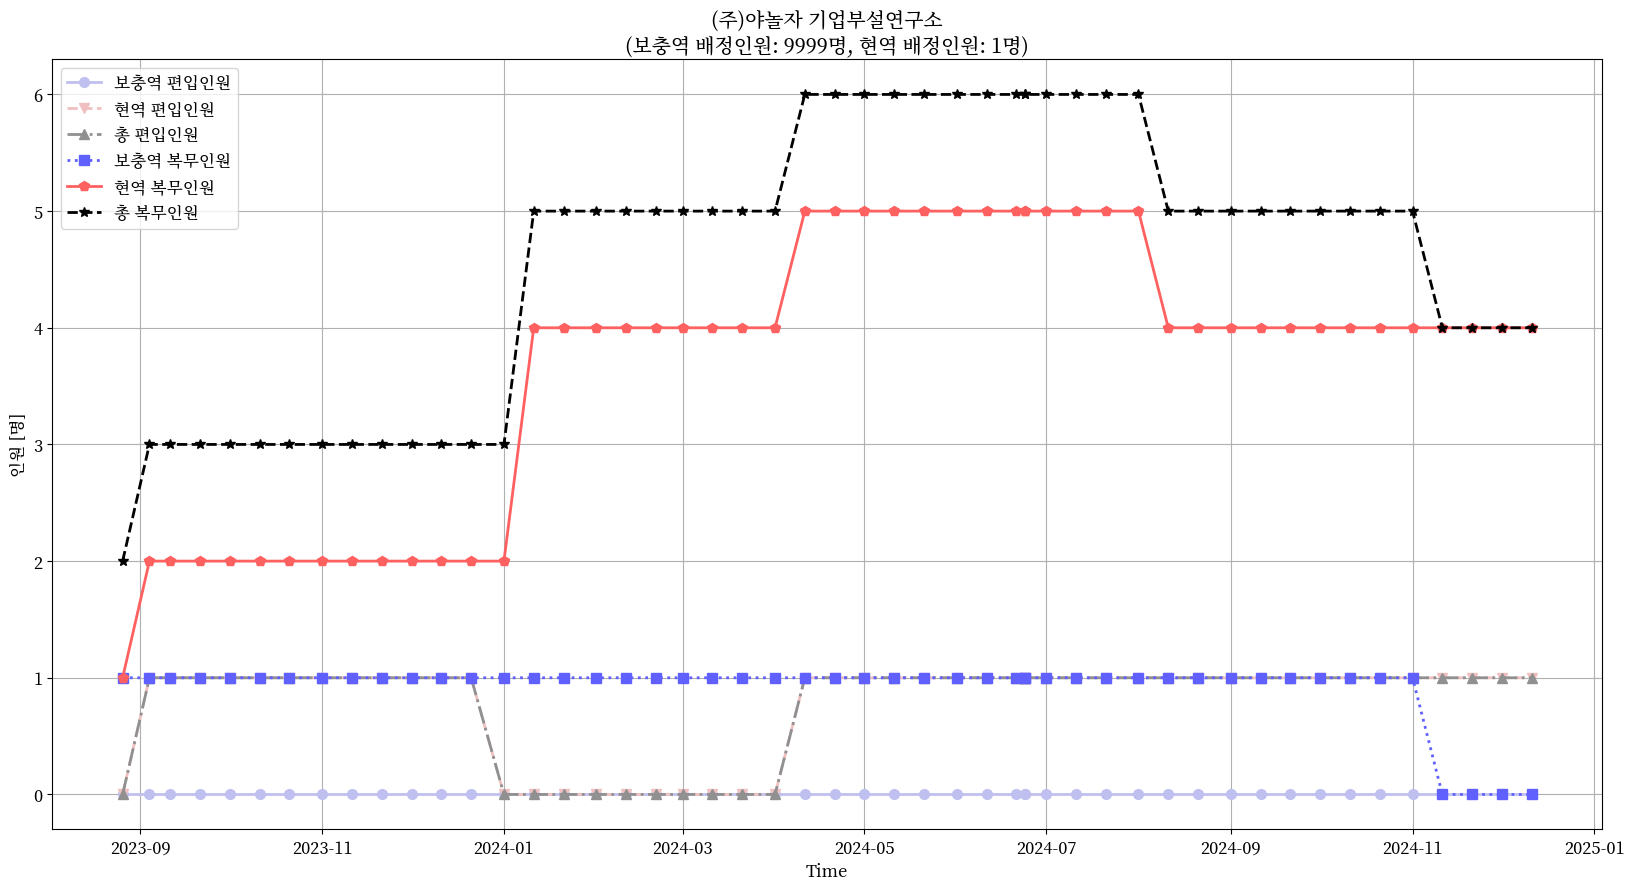 (주)야놀자 기업부설연구소
(보충역 배정인원: 9999명, 현역 배정인원: 1명)
보충역 편입인원
현역 편입인원
총 편입인원
보충역 복무인원
현역 복무인원
총 복무인원
6
5
4
3
2
1
0
인원 [명]
2023-09
2023-11
2024-01
2024-03
2024-05
2024-07
2024-09
2024-11
2025-01
Time